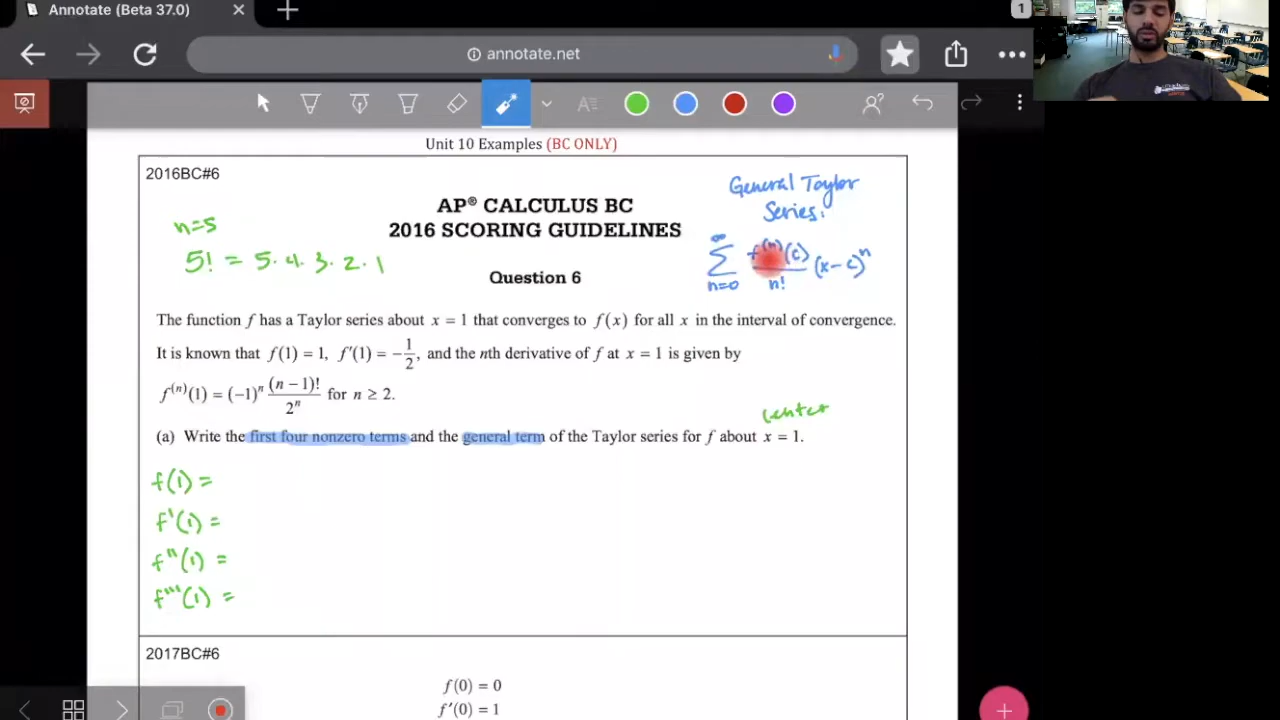 Annotate (Beta 37.0)
1
annotate.net
Unit 10 Examples (BC ONLY)
2016BC#6
AP® CALCULUS BC
2016 SCORING GUIDELINES
Question 6
n=5
5! = 5.4.3.2.1
General Taylor
Series:
∞
Σ f⁽ⁿ⁾(c)/n! (x-c)ⁿ
n=0
The function f has a Taylor series about x = 1 that converges to f(x) for all x in the interval of convergence.
It is known that f(1) = 1, f′(1) = −1/2, and the nth derivative of f at x = 1 is given by
f⁽ⁿ⁾(1) = (−1)ⁿ (n − 1)!/2ⁿ for n ≥ 2.
center
(a) Write the first four nonzero terms and the general term of the Taylor series for f about x = 1.
f(1) =
f'(1) =
f"(1) =
f'''(1) =
2017BC#6
f(0) = 0
f′(0) = 1